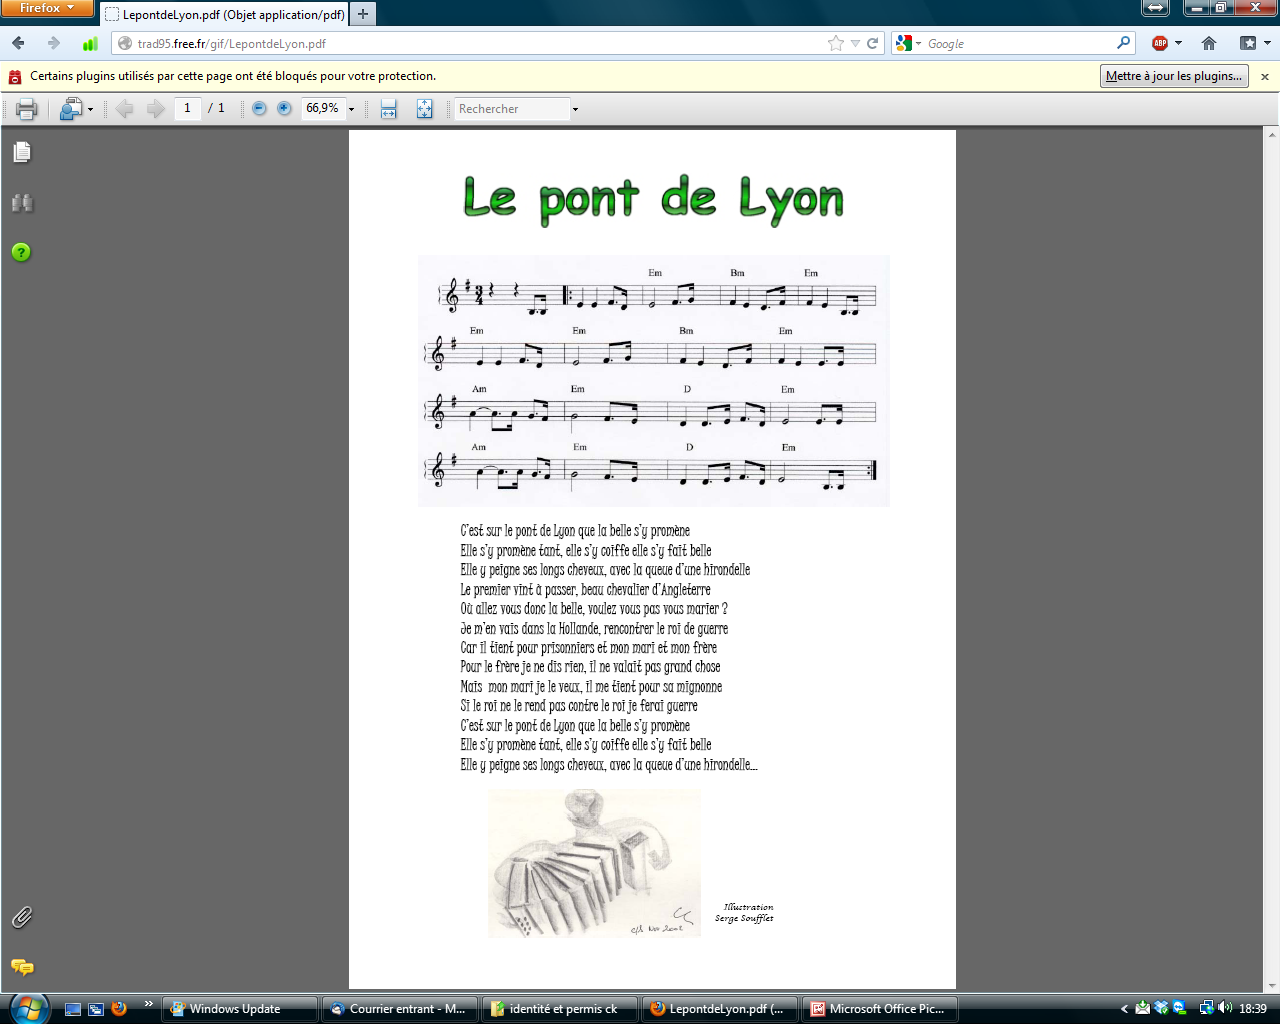 Firefox
LepontdeLyon.pdf (Objet application/pdf)
trad95.free.fr/gif/LepontdeLyon.pdf
Google
ABP
Certains plugins utilisés par cette page ont été bloqués pour votre protection.
Mettre à jour les plugins...
1 / 1
66,9%
Rechercher
Le pont de Lyon
Em Bm Em
3
4
Em Em Bm Em
Am Em D Em
Am Em D Em
C'est sur le pont de Lyon que la belle s'y promène
Elle s'y promène tant, elle s'y coiffe elle s'y fait belle
Elle y peigne ses longs cheveux, avec la queue d'une hirondelle
Le premier vint à passer, beau chevalier d'Angleterre
Où allez vous donc la belle, voulez vous pas vous marier ?
Je m'en vais dans la Hollande, rencontrer le roi de guerre
Car il tient pour prisonniers et mon mari et mon frère
Pour le frère je ne dis rien, il ne valait pas grand chose
Mais mon mari je le veux, il me tient pour sa mignonne
Si le roi ne le rend pas contre le roi je ferai guerre
C'est sur le pont de Lyon que la belle s'y promène
Elle s'y promène tant, elle s'y coiffe elle s'y fait belle
Elle y peigne ses longs cheveux, avec la queue d'une hirondelle...
Illustration
Serge Soufflet
Windows Update
Courrier entrant - M...
identité et permis ck
LepontdeLyon.pdf (...
Microsoft Office Pic...
18:39